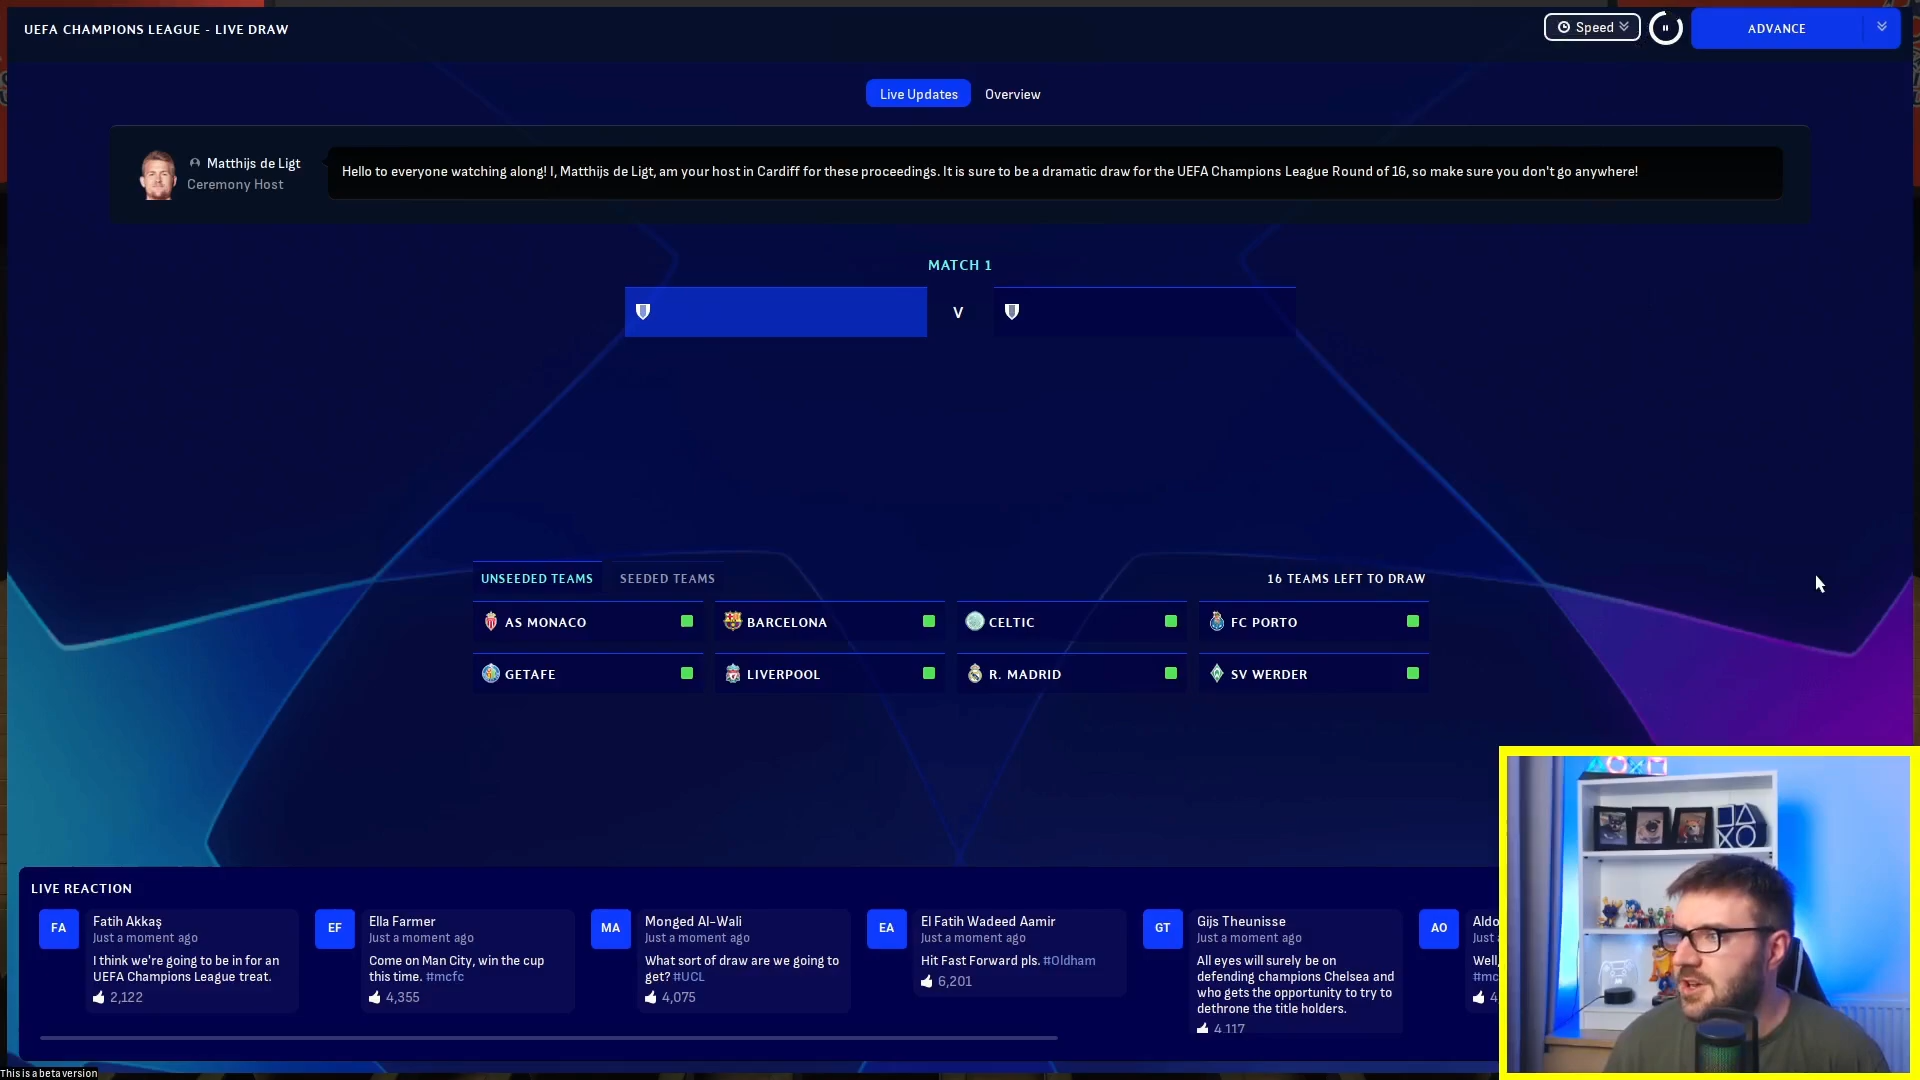 UEFA CHAMPIONS LEAGUE - LIVE DRAW
Speed
ADVANCE
Live Updates
Overview
Matthijs de Ligt
Ceremony Host
Hello to everyone watching along! I, Matthijs de Ligt, am your host in Cardiff for these proceedings. It is sure to be a dramatic draw for the UEFA Champions League Round of 16, so make sure you don't go anywhere!
MATCH 1
V
UNSEEDED TEAMS
SEEDED TEAMS
16 TEAMS LEFT TO DRAW
AS MONACO
BARCELONA
CELTIC
FC PORTO
GETAFE
LIVERPOOL
R. MADRID
SV WERDER
LIVE REACTION
FA
Fatih Akkaş
Just a moment ago
I think we're going to be in for an
UEFA Champions League treat.
2,122
EF
Ella Farmer
Just a moment ago
Come on Man City, win the cup
this time. #mcfc
4,355
MA
Monged Al-Wali
Just a moment ago
What sort of draw are we going to
get? #UCL
4,075
EA
El Fatih Wadeed Aamir
Just a moment ago
Hit Fast Forward pls. #Oldham
6,201
GT
Gijs Theunisse
Just a moment ago
All eyes will surely be on
defending champions Chelsea and
who gets the opportunity to try to
dethrone the title holders.
4,117
AO
Aldo
Just
Well,
#mc
4
This is a beta version